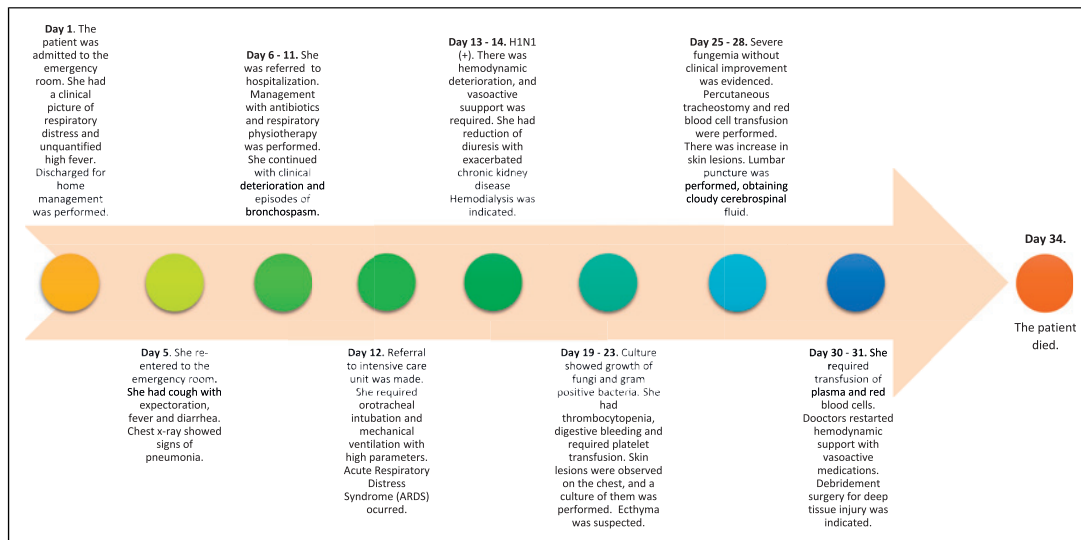 Day 1. The
patient was
admitted to the
emergency
room. She had
a clinical
picture of
respiratory
distress and
unquantified
high fever.
Discharged for
home
management
was performed.
Day 5. She re-
entered to the
emergency room.
She had cough with
expectoration,
fever and diarrhea.
Chest x-ray showed
signs of
pneumonia.
Day 6 - 11. She
was referred to
hospitalization.
Management
with antibiotics
and respiratory
physiotherapy
was performed.
She continued
with clinical
deterioration and
episodes of
bronchospasm.
Day 12. Referral
to intensive care
unit was made.
She required
orotracheal
intubation and
mechanical
ventilation with
high parameters.
Acute Respiratory
Distress
Syndrome (ARDS)
ocurred.
Day 13 - 14. H1N1
(+). There was
hemodynamic
deterioration, and
vasoactive
suupport was
required. She had
reduction of
diuresis with
exacerbated
chronic kidney
disease
Hemodialysis was
indicated.
Day 19 - 23. Culture
showed growth of
fungi and gram
positive bacteria. She
had
thrombocytopenia,
digestive bleeding and
required platelet
transfusion. Skin
lesions were observed
on the chest, and a
culture of them was
performed. Ecthyma
was suspected.
Day 25 - 28. Severe
fungemia without
clinical improvement
was evidenced.
Percutaneous
tracheostomy and red
blood cell transfusion
were performed.
There was increase in
skin lesions. Lumbar
puncture was
performed, obtaining
cloudy cerebrospinal
fluid.
Day 30 - 31. She
required
transfusion of
plasma and red
blood cells.
Dooctors restarted
hemodynamic
support with
vasoactive
medications.
Debridement
surgery for deep
tissue injury was
indicated.
Day 34.
The patient
died.